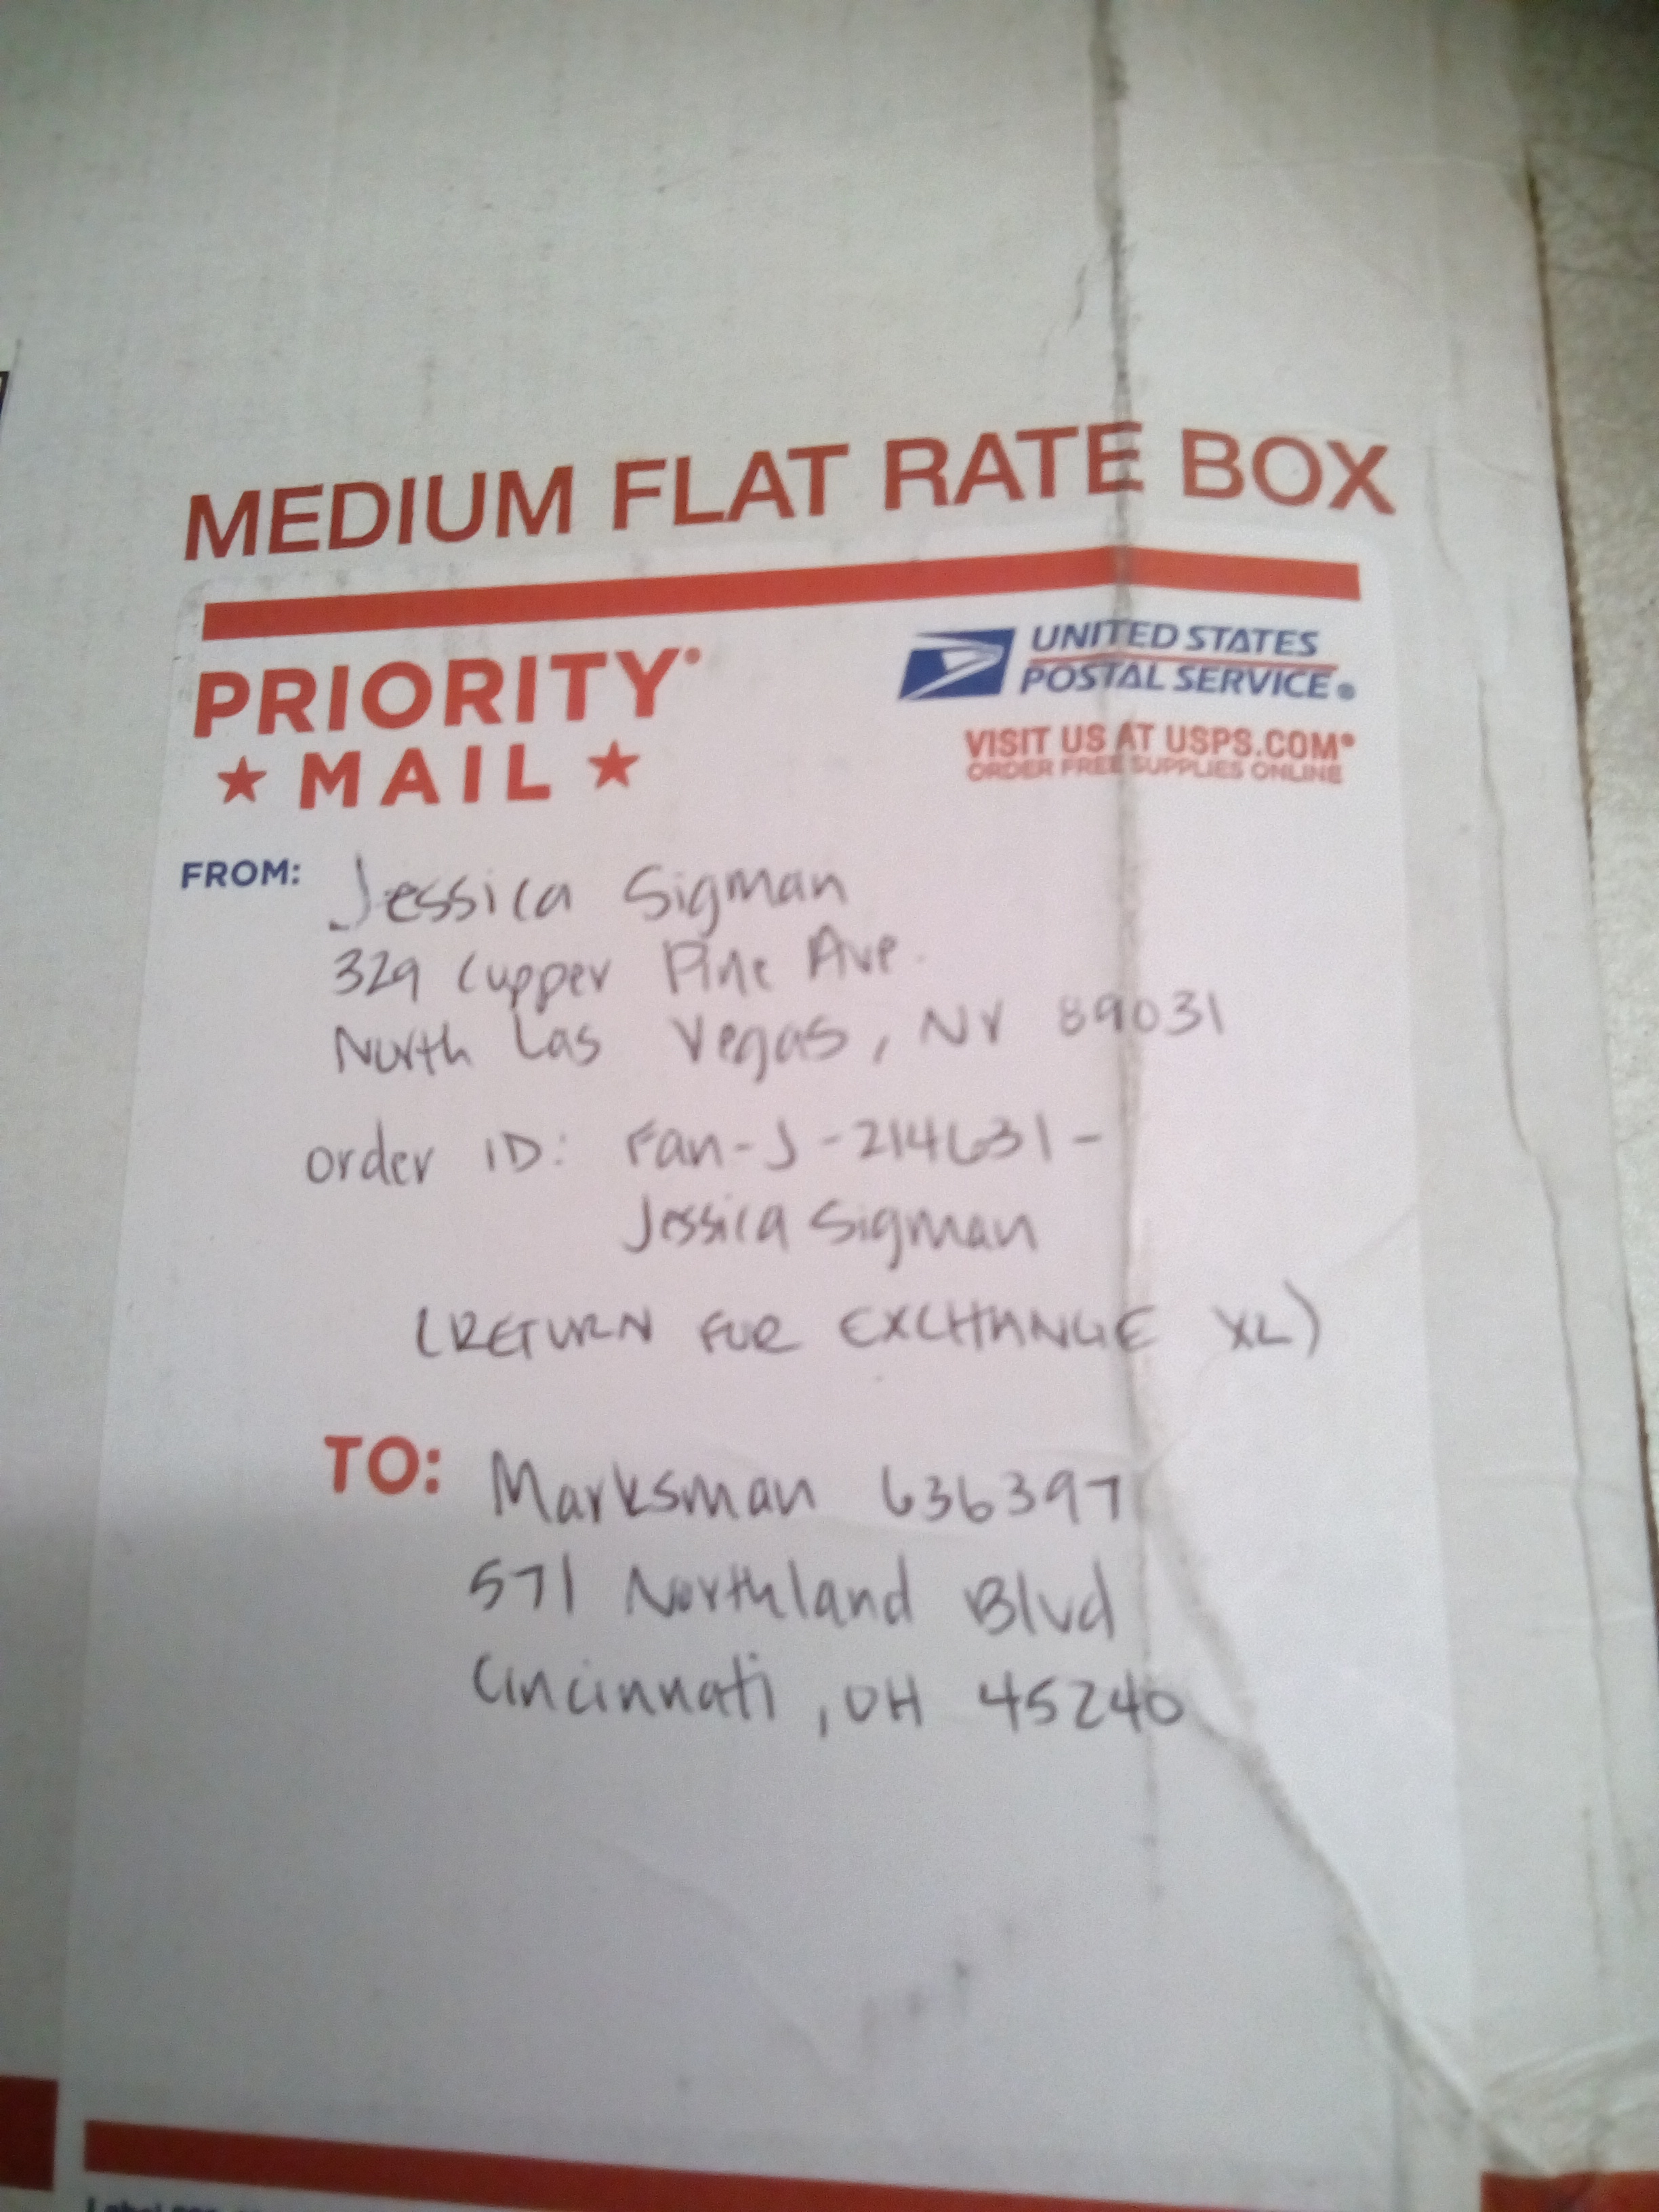 MEDIUM FLAT RATE BOX
PRIORITY®
★ MAIL ★
UNITED STATES
POSTAL SERVICE®
VISIT US AT USPS.COM®
ORDER FREE SUPPLIES ONLINE
FROM: Jessica Sigman
329 Cupper Pine Ave.
North Las Vegas, NV 89031
order ID: Fan-J-214631-
Jessica Sigman
(RETURN FOR EXCHANGE XL)
TO: Marksman 636397
571 Northland Blvd
Cincinnati, OH 45240